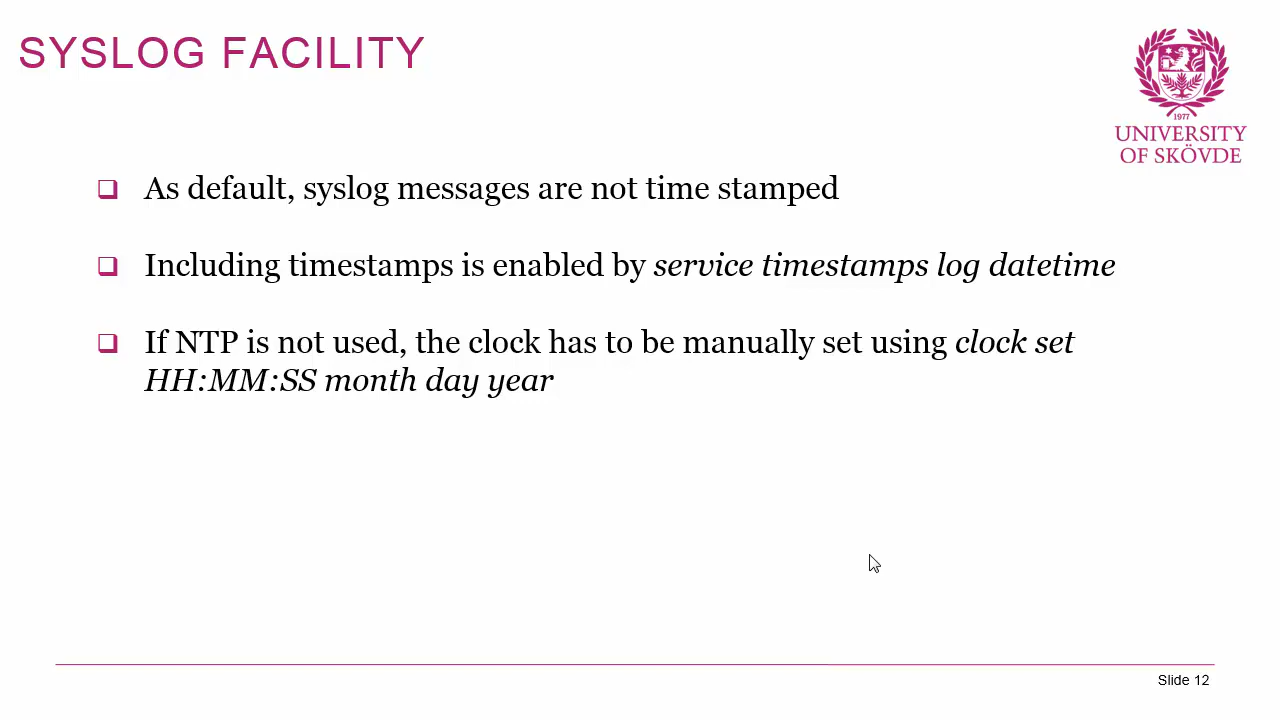 SYSLOG FACILITY
1977
UNIVERSITY
OF SKÖVDE
As default, syslog messages are not time stamped
Including timestamps is enabled by service timestamps log datetime
If NTP is not used, the clock has to be manually set using clock set
HH:MM:SS month day year
Slide 12